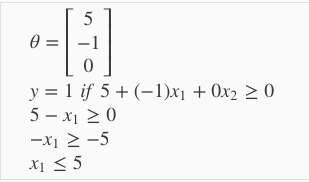 θ = [5 −1 0]
y = 1 if 5 + (−1)x₁ + 0x₂ ≥ 0
5 − x₁ ≥ 0
−x₁ ≥ −5
x₁ ≤ 5